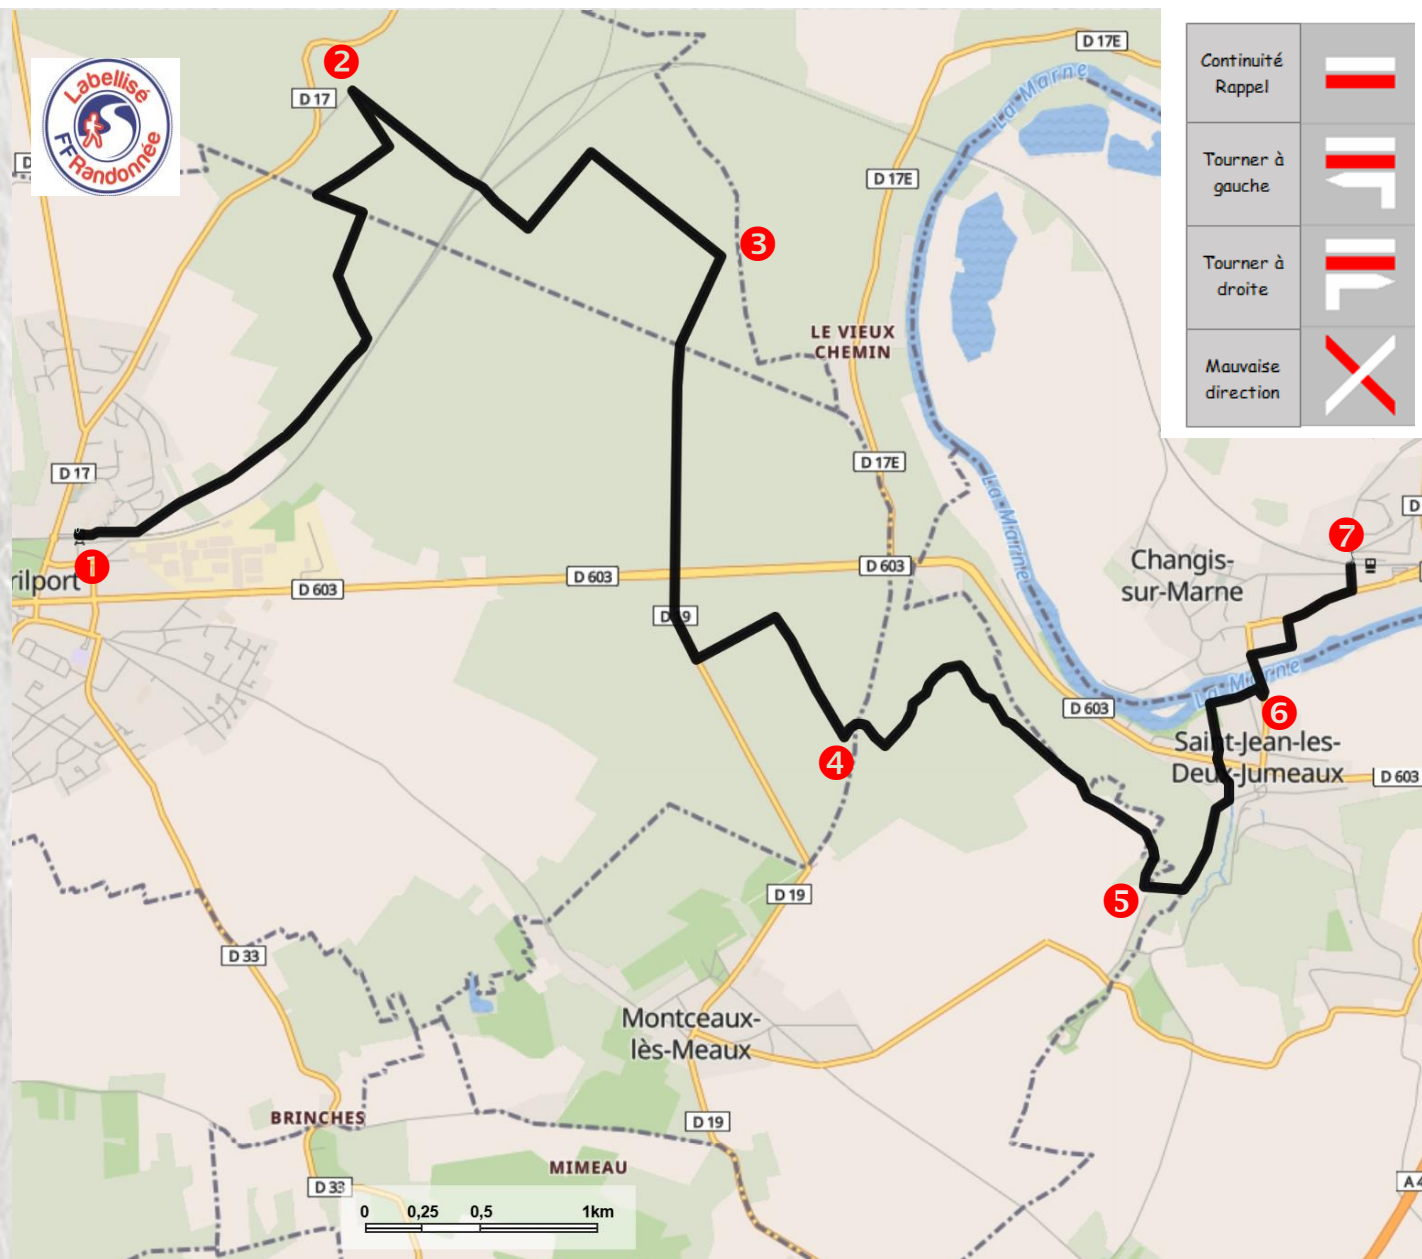 Labellisé
FFRandonnée
2
D 17
D 17E
La Marne
Continuité
Rappel
Tourner à
gauche
Tourner à
droite
Mauvaise
direction
D 17E
3
LE VIEUX
CHEMIN
D 17
D 17E
La Marne
1
rilport
D 603
D 603
D 603
7
Changis-
sur-Marne
La Marne
6
D 603
Saint-Jean-les-
Deux-Jumeaux
D 603
4
5
D 19
D 33
Montceaux-
lès-Meaux
BRINCHES
D 19
MIMEAU
D 33
0 0,25 0,5 1km
A 4